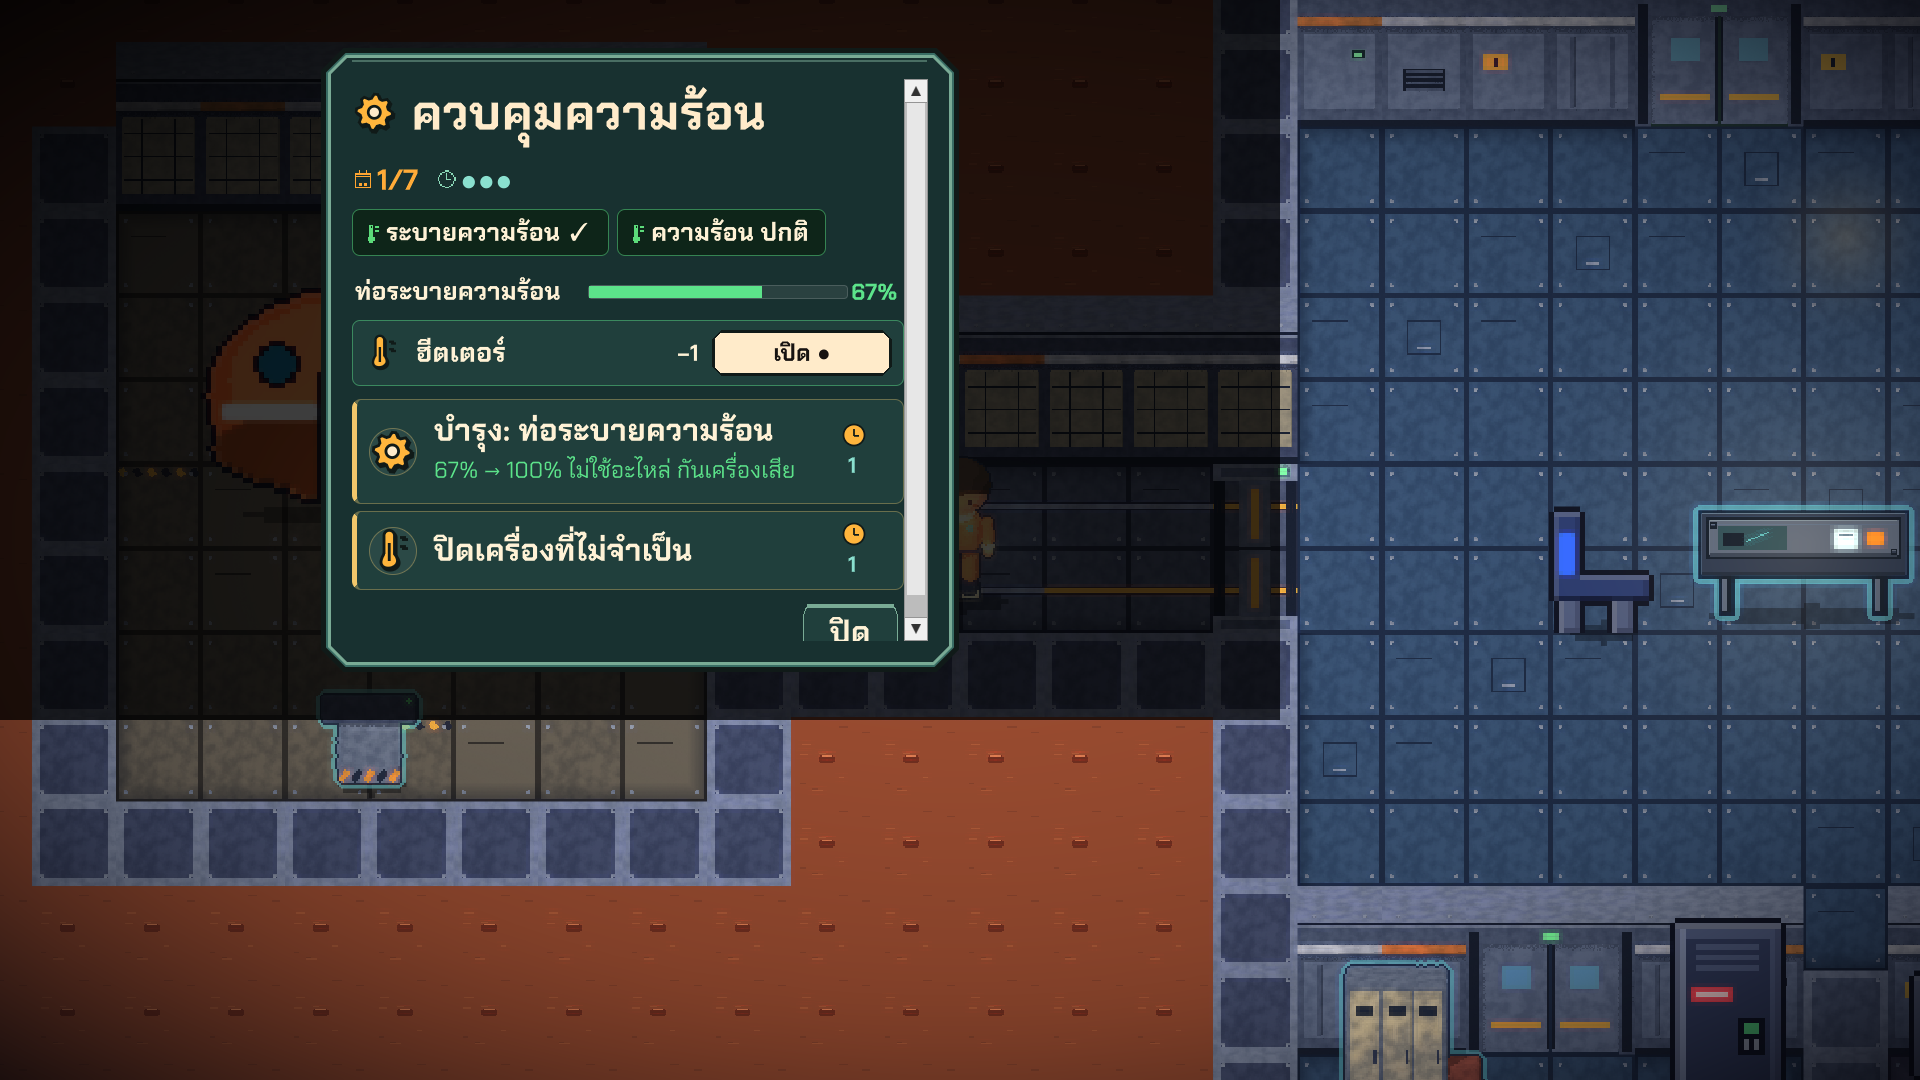 ควบคุมความร้อน
1/7
ระบายความร้อน ✓ ความร้อน ปกติ
ท่อระบายความร้อน 67%
ฮีตเตอร์ −1 เปิด ●
บำรุง: ท่อระบายความร้อน
67% → 100% ไม่ใช้อะไหล่ กันเครื่องเสีย
1
ปิดเครื่องที่ไม่จำเป็น
1
ปิด